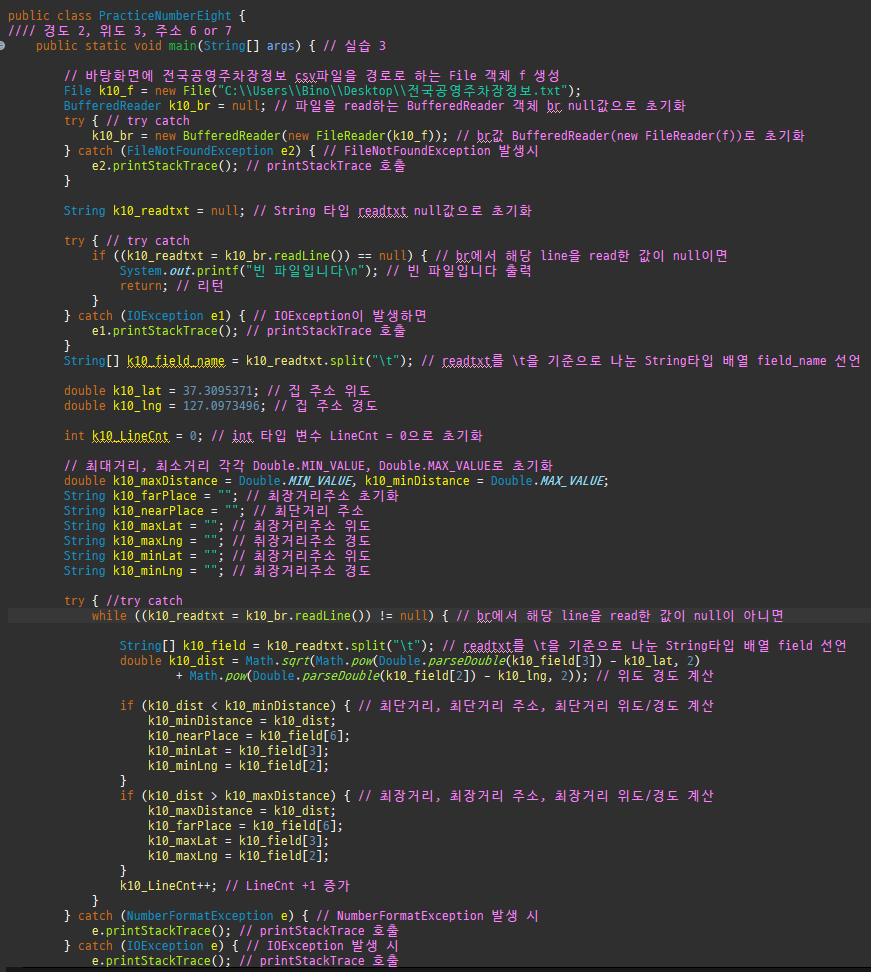 public class PracticeNumberEight {
//// 경도 2, 위도 3, 주소 6 or 7
public static void main(String[] args) { // 실습 3
// 바탕화면에 전국공영주차장정보 csv파일을 경로로 하는 File 객체 f 생성
File k10_f = new File("C:\\Users\\Bino\\Desktop\\전국공영주차장정보.txt");
BufferedReader k10_br = null; // 파일을 read하는 BufferedReader 객체 br null값으로 초기화
try { // try catch
k10_br = new BufferedReader(new FileReader(k10_f)); // br값 BufferedReader(new FileReader(f))로 초기화
} catch (FileNotFoundException e2) { // FileNotFoundException 발생시
e2.printStackTrace(); // printStackTrace 호출
}
String k10_readtxt = null; // String 타입 readtxt null값으로 초기화
try { // try catch
if ((k10_readtxt = k10_br.readLine()) == null) { // br에서 해당 line을 read한 값이 null이면
System.out.printf("빈 파일입니다\n"); // 빈 파일입니다 출력
return; // 리턴
}
} catch (IOException e1) { // IOException이 발생하면
e1.printStackTrace(); // printStackTrace 호출
}
String[] k10_field_name = k10_readtxt.split("\t"); // readtxt를 \t을 기준으로 나눈 String타입 배열 field_name 선언
double k10_lat = 37.3095371; // 집 주소 위도
double k10_lng = 127.0973496; // 집 주소 경도
int k10_LineCnt = 0; // int 타입 변수 LineCnt = 0으로 초기화
// 최대거리, 최소거리 각각 Double.MIN_VALUE, Double.MAX_VALUE로 초기화
double k10_maxDistance = Double.MIN_VALUE, k10_minDistance = Double.MAX_VALUE;
String k10_farPlace = ""; // 최장거리주소 초기화
String k10_nearPlace = ""; // 최단거리 주소
String k10_maxLat = ""; // 최장거리주소 위도
String k10_maxLng = ""; // 취장거리주소 경도
String k10_minLat = ""; // 최장거리주소 위도
String k10_minLng = ""; // 최장거리주소 경도
try { //try catch
while ((k10_readtxt = k10_br.readLine()) != null) { // br에서 해당 line을 read한 값이 null이 아니면
String[] k10_field = k10_readtxt.split("\t"); // readtxt를 \t을 기준으로 나눈 String타입 배열 field 선언
double k10_dist = Math.sqrt(Math.pow(Double.parseDouble(k10_field[3]) - k10_lat, 2)
+ Math.pow(Double.parseDouble(k10_field[2]) - k10_lng, 2)); // 위도 경도 계산
if (k10_dist < k10_minDistance) { // 최단거리, 최단거리 주소, 최단거리 위도/경도 계산
k10_minDistance = k10_dist;
k10_nearPlace = k10_field[6];
k10_minLat = k10_field[3];
k10_minLng = k10_field[2];
}
if (k10_dist > k10_maxDistance) { // 최장거리, 최장거리 주소, 최장거리 위도/경도 계산
k10_maxDistance = k10_dist;
k10_farPlace = k10_field[6];
k10_maxLat = k10_field[3];
k10_maxLng = k10_field[2];
}
k10_LineCnt++; // LineCnt +1 증가
}
} catch (NumberFormatException e) { // NumberFormatException 발생 시
e.printStackTrace(); // printStackTrace 호출
} catch (IOException e) { // IOException 발생 시
e.printStackTrace(); // printStackTrace 호출